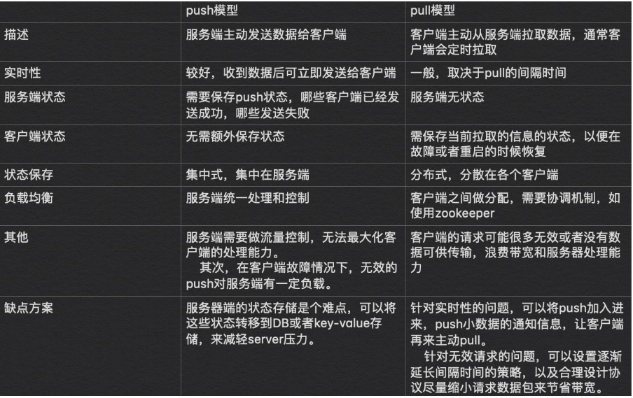 push模型
pull模型
描述
服务端主动发送数据给客户端
客户端主动从服务端拉取数据，通常客
户端会定时拉取
实时性
较好，收到数据后可立即发送给客户端
一般，取决于pull的间隔时间
服务端状态
需要保存push状态，哪些客户端已经发
送成功，哪些发送失败
服务端无状态
客户端状态
无需额外保存状态
需保存当前拉取的信息的状态，以便在
故障或者重启的时候恢复
状态保存
集中式，集中在服务端
分布式，分散在各个客户端
负载均衡
服务端统一处理和控制
客户端之间做分配，需要协调机制，如
使用zookeeper
其他
服务端需要做流量控制，无法最大化客
户端的处理能力。
其次，在客户端故障情况下，无效的
push对服务端有一定负载。
客户端的请求可能很多无效或者没有数
据可供传输，浪费带宽和服务器处理能
力
缺点方案
服务器端的状态存储是个难点，可以将
这些状态转移到DB或者key-value存
储，来减轻server压力。
针对实时性的问题，可以将push加入进
来，push小数据的通知信息，让客户端
再来主动pull。
针对无效请求的问题，可以设置逐渐
延长间隔时间的策略，以及合理设计协
议尽量缩小请求数据包来节省带宽。